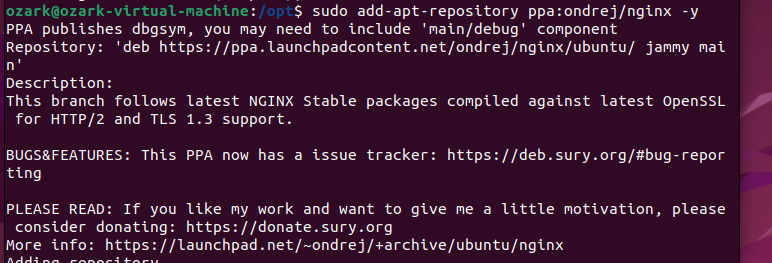 ozark@ozark-virtual-machine:/opt$ sudo add-apt-repository ppa:ondrej/nginx -y
PPA publishes dbgsym, you may need to include 'main/debug' component
Repository: 'deb https://ppa.launchpadcontent.net/ondrej/nginx/ubuntu/ jammy mai
n'
Description:
This branch follows latest NGINX Stable packages compiled against latest OpenSSL
 for HTTP/2 and TLS 1.3 support.
BUGS&FEATURES: This PPA now has a issue tracker: https://deb.sury.org/#bug-repor
ting
PLEASE READ: If you like my work and want to give me a little motivation, please
 consider donating: https://donate.sury.org
More info: https://launchpad.net/~ondrej/+archive/ubuntu/nginx
Adding repository.